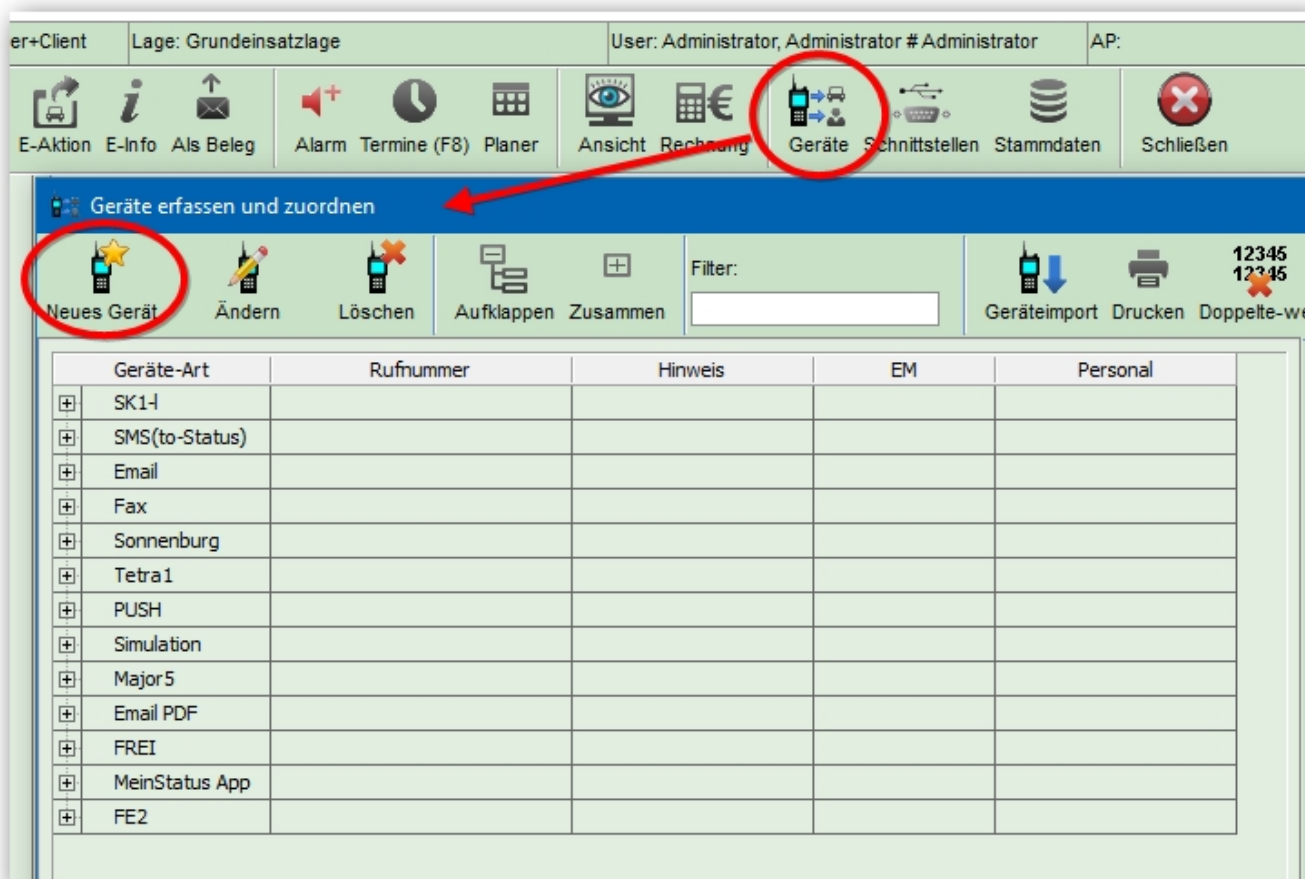 er+Client Lage: Grundeinsatzlage User: Administrator, Administrator # Administrator AP:
E-Aktion E-Info Als Beleg Alarm Termine (F8) Planer Ansicht Rechnung Geräte Schnittstellen Stammdaten Schließen
Geräte erfassen und zuordnen
Filter:
12345
12345
Neues Gerät Ändern Löschen Aufklappen Zusammen Geräteimport Drucken Doppelte-we
Geräte-Art Rufnummer Hinweis EM Personal
SK1-I
SMS(to-Status)
Email
Fax
Sonnenburg
Tetra1
PUSH
Simulation
Major5
Email PDF
FREI
MeinStatus App
FE2